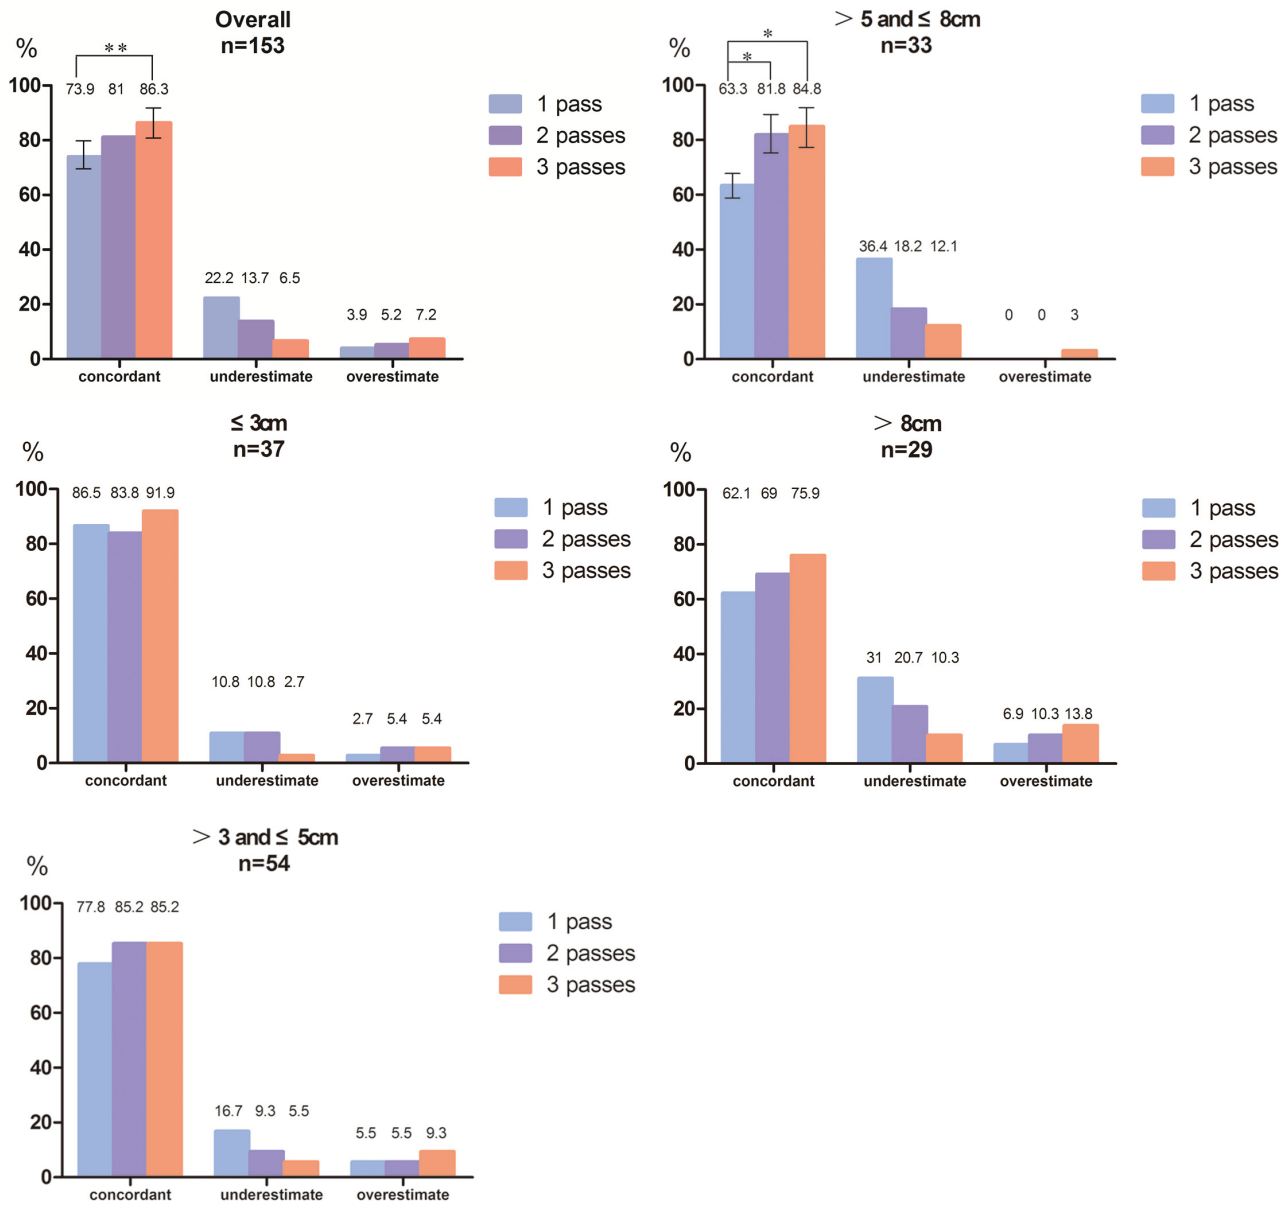 Overall
n=153
%
**
73.9 81 86.3
100
80
60
40
20
0
22.2 13.7 6.5
3.9 5.2 7.2
concordant underestimate overestimate
1 pass
2 passes
3 passes
> 5 and ≤ 8cm
n=33
%
*
*
63.3 81.8 84.8
100
80
60
40
20
0
36.4 18.2 12.1
0 0 3
concordant underestimate overestimate
1 pass
2 passes
3 passes
≤ 3cm
n=37
%
86.5 83.8 91.9
100
80
60
40
20
0
10.8 10.8 2.7
2.7 5.4 5.4
concordant underestimate overestimate
1 pass
2 passes
3 passes
> 8cm
n=29
%
62.1 69 75.9
100
80
60
40
20
0
31 20.7 10.3
6.9 10.3 13.8
concordant underestimate overestimate
1 pass
2 passes
3 passes
> 3 and ≤ 5cm
n=54
%
77.8 85.2 85.2
100
80
60
40
20
0
16.7 9.3 5.5
5.5 5.5 9.3
concordant underestimate overestimate
1 pass
2 passes
3 passes